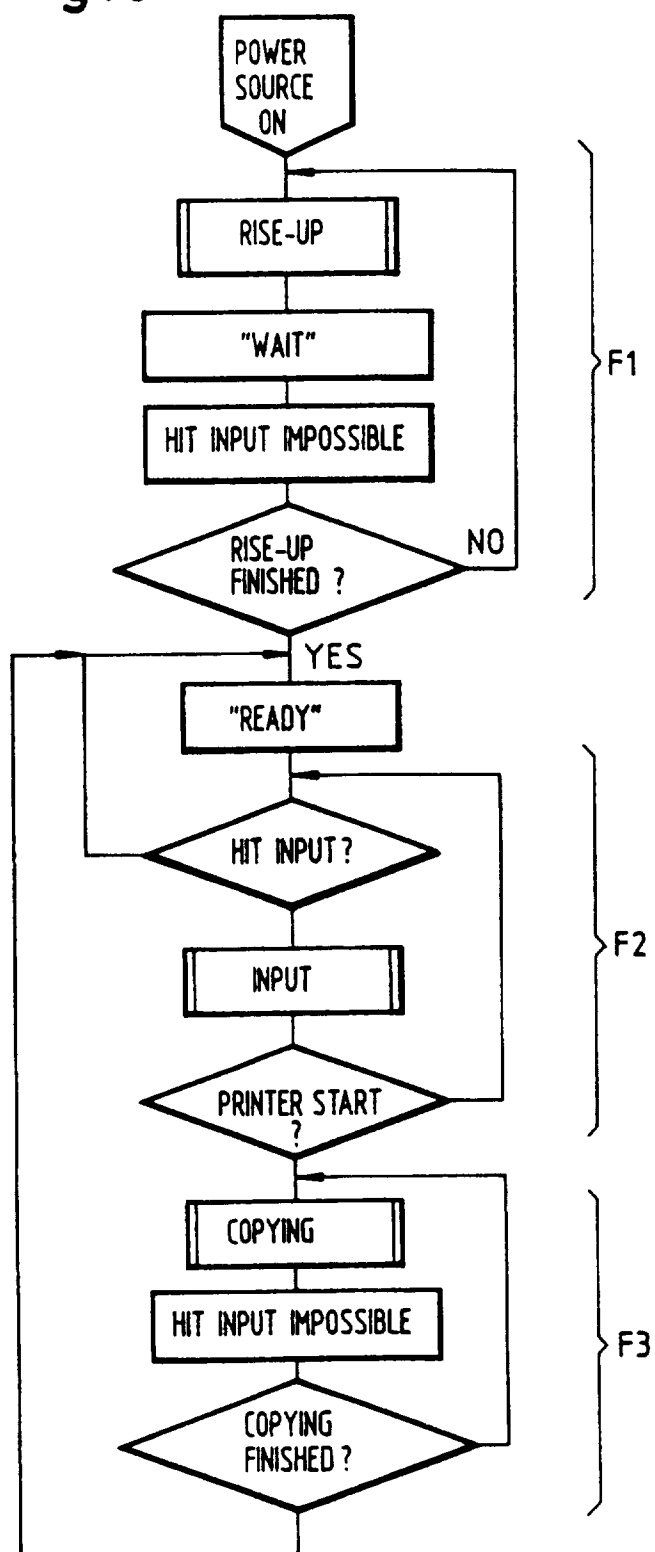 POWER
SOURCE
ON
RISE-UP
"WAIT"
HIT INPUT IMPOSSIBLE
F1
RISE-UP
FINISHED ?
NO
YES
"READY"
HIT INPUT ?
F2
INPUT
PRINTER START
?
COPYING
HIT INPUT IMPOSSIBLE
F3
COPYING
FINISHED ?